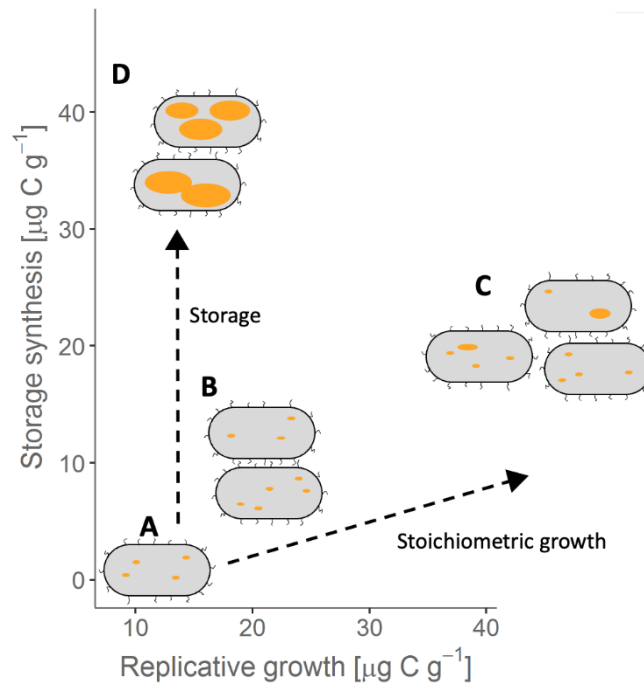 D
40
Storage synthesis [μg C g⁻¹]
30
C
Storage
20
B
10
A
Stoichiometric growth
0
10 20 30 40
Replicative growth [μg C g⁻¹]